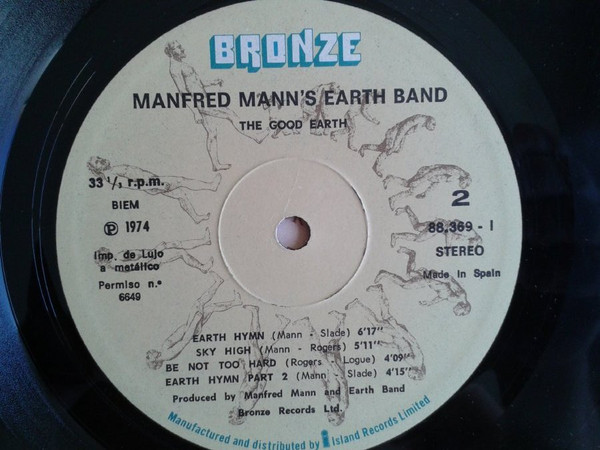 BRONZE
MANFRED MANN'S EARTH BAND
THE GOOD EARTH
33 1/3 r.p.m.
BIEM
Ⓟ 1974
Imp. de Lujo
a metálico
Permiso n.º
6649
2
88.369 - I
STEREO
Made in Spain
EARTH HYMN (Mann - Slade) 6'17"
SKY HIGH (Mann - Rogers) 5'11"
BE NOT TOO HARD (Rogers - Logue) 4'09"
EARTH HYMN PART 2 (Mann - Slade) 4'15"
Produced by Manfred Mann and Earth Band
Bronze Records Ltd.
Manufactured and distributed by i Island Records Limited